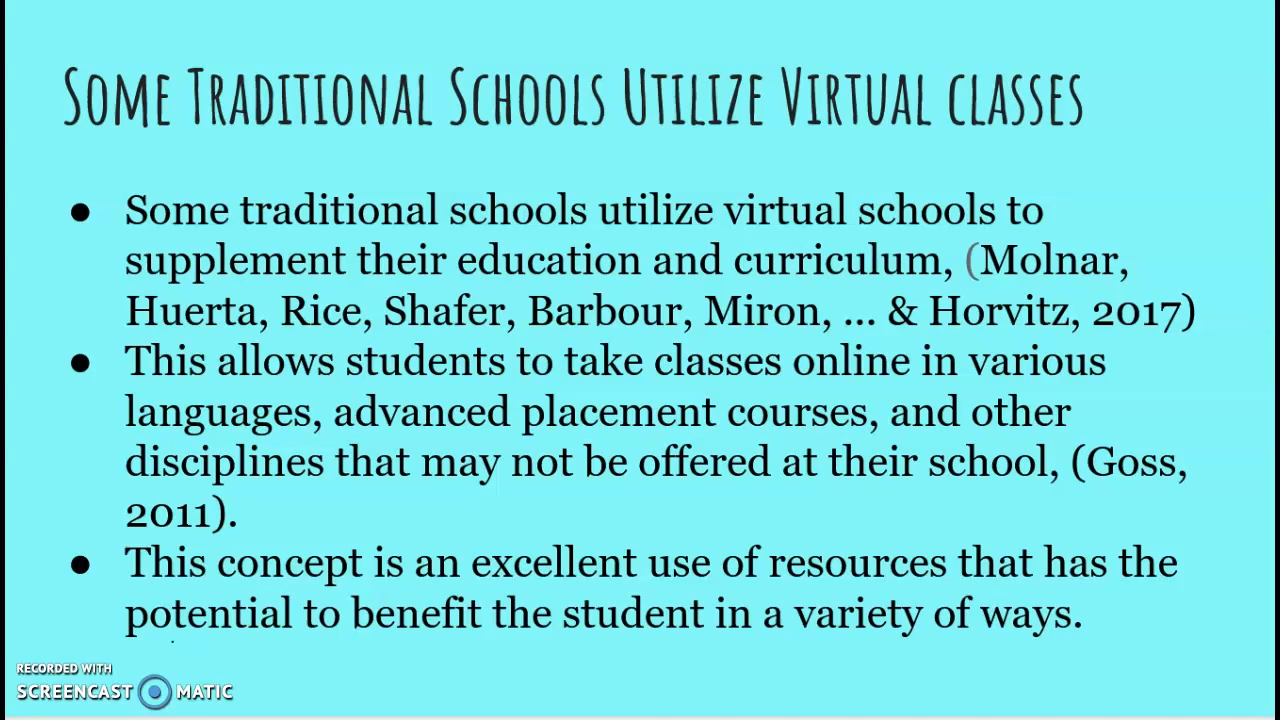 Some Traditional Schools Utilize Virtual classes
● Some traditional schools utilize virtual schools to
supplement their education and curriculum, (Molnar,
Huerta, Rice, Shafer, Barbour, Miron, ... & Horvitz, 2017)
● This allows students to take classes online in various
languages, advanced placement courses, and other
disciplines that may not be offered at their school, (Goss,
2011).
● This concept is an excellent use of resources that has the
potential to benefit the student in a variety of ways.
RECORDED WITH
SCREENCAST MATIC